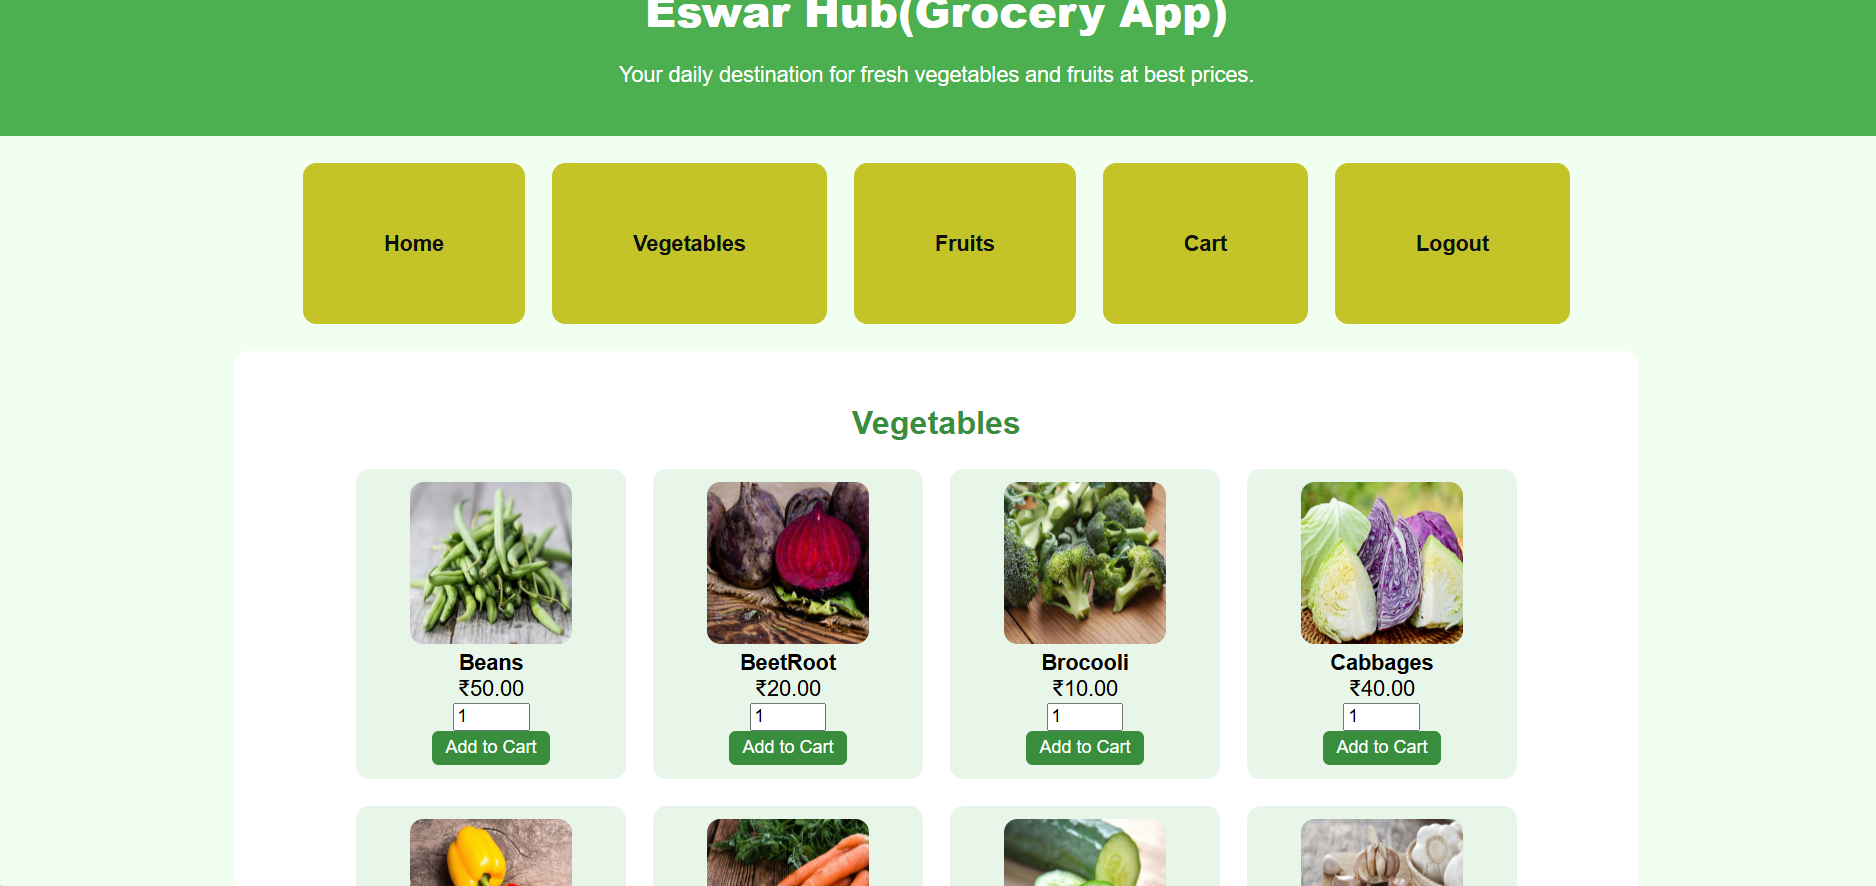 Eswar Hub(Grocery App)
Your daily destination for fresh vegetables and fruits at best prices.
Home Vegetables Fruits Cart Logout
Vegetables
Beans BeetRoot Brocooli Cabbages
₹50.00 ₹20.00 ₹10.00 ₹40.00
1 1 1 1
Add to Cart Add to Cart Add to Cart Add to Cart